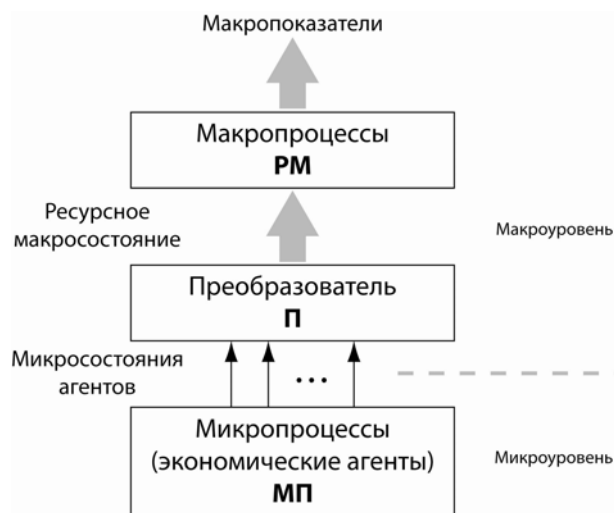 Макропоказатели
Макропроцессы
РМ
Ресурсное
макросостояние
Макроуровень
Преобразователь
П
Микросостояния
агентов
...
Микропроцессы
(экономические агенты)
МП
Микроуровень